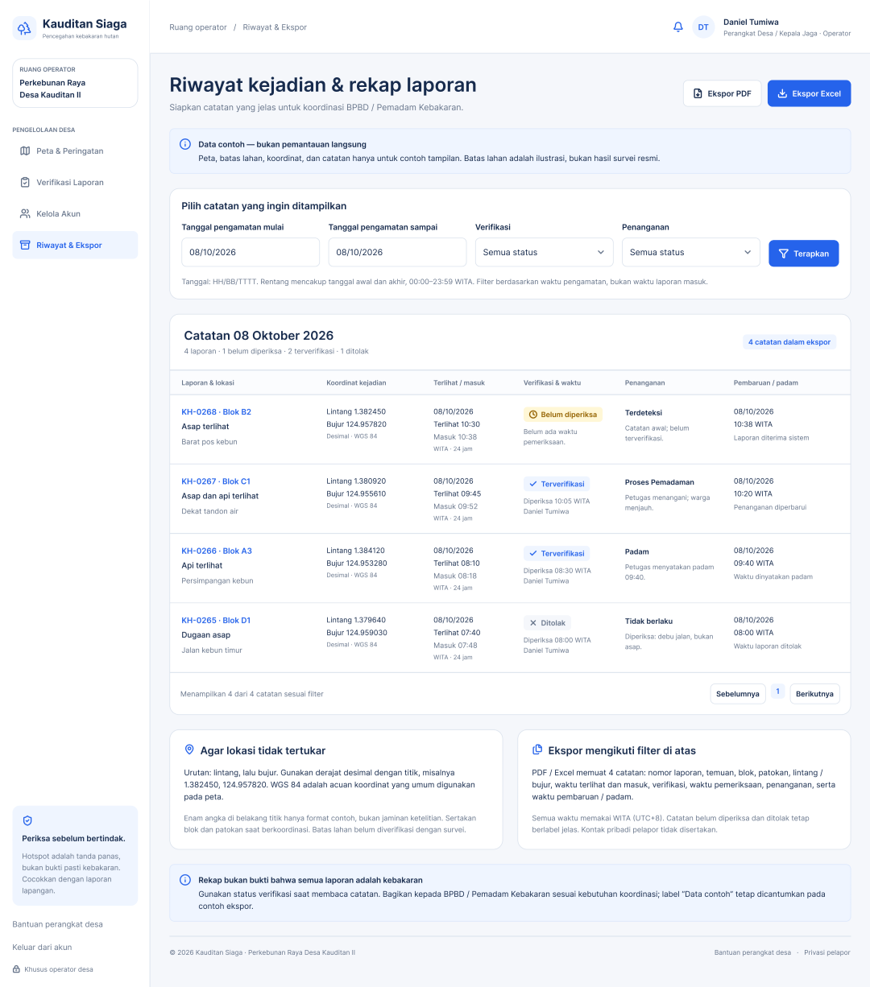 Kauditan Siaga
Pencegahan kebakaran hutan
RUANG OPERATOR
Perkebunan Raya
Desa Kauditan II
PENGELOLAAN DESA
Peta & Peringatan
Verifikasi Laporan
Kelola Akun
Riwayat & Ekspor
Periksa sebelum bertindak.
Hotspot adalah tanda panas,
bukan bukti pasti kebakaran.
Cocokkan dengan laporan
lapangan.
Bantuan perangkat desa
Keluar dari akun
Khusus operator desa
Ruang operator / Riwayat & Ekspor
DT
Daniel Tumiwa
Perangkat Desa / Kepala Jaga · Operator
Riwayat kejadian & rekap laporan
Siapkan catatan yang jelas untuk koordinasi BPBD / Pemadam Kebakaran.
Ekspor PDF
Ekspor Excel
Data contoh — bukan pemantauan langsung
Peta, batas lahan, koordinat, dan catatan hanya untuk contoh tampilan. Batas lahan adalah ilustrasi, bukan hasil survei resmi.
Pilih catatan yang ingin ditampilkan
Tanggal pengamatan mulai
Tanggal pengamatan sampai
Verifikasi
Penanganan
08/10/2026
08/10/2026
Semua status
Semua status
Terapkan
Tanggal: HH/BB/TTTT. Rentang mencakup tanggal awal dan akhir, 00:00–23:59 WITA. Filter berdasarkan waktu pengamatan, bukan waktu laporan masuk.
Catatan 08 Oktober 2026
4 laporan · 1 belum diperiksa · 2 terverifikasi · 1 ditolak
4 catatan dalam ekspor
Laporan & lokasi
Koordinat kejadian
Terlihat / masuk
Verifikasi & waktu
Penanganan
Pembaruan / padam
KH-0268 · Blok B2
Asap terlihat
Barat pos kebun
Lintang 1.382450
Bujur 124.957820
Desimal · WGS 84
08/10/2026
Terlihat 10:30
Masuk 10:38
WITA · 24 jam
Belum diperiksa
Belum ada waktu
pemeriksaan.
Terdeteksi
Catatan awal; belum
terverifikasi.
08/10/2026
10:38 WITA
Laporan diterima sistem
KH-0267 · Blok C1
Asap dan api terlihat
Dekat tandon air
Lintang 1.380920
Bujur 124.955610
Desimal · WGS 84
08/10/2026
Terlihat 09:45
Masuk 09:52
WITA · 24 jam
Terverifikasi
Diperiksa 10:05 WITA
Daniel Tumiwa
Proses Pemadaman
Petugas menangani; warga
menjauh.
08/10/2026
10:20 WITA
Penanganan diperbarui
KH-0266 · Blok A3
Api terlihat
Persimpangan kebun
Lintang 1.384120
Bujur 124.953280
Desimal · WGS 84
08/10/2026
Terlihat 08:10
Masuk 08:18
WITA · 24 jam
Terverifikasi
Diperiksa 08:30 WITA
Daniel Tumiwa
Padam
Petugas menyatakan padam
09:40.
08/10/2026
09:40 WITA
Waktu dinyatakan padam
KH-0265 · Blok D1
Dugaan asap
Jalan kebun timur
Lintang 1.379640
Bujur 124.959030
Desimal · WGS 84
08/10/2026
Terlihat 07:40
Masuk 07:48
WITA · 24 jam
Ditolak
Diperiksa 08:00 WITA
Daniel Tumiwa
Tidak berlaku
Diperiksa: debu jalan, bukan
asap.
08/10/2026
08:00 WITA
Waktu laporan ditolak
Menampilkan 4 dari 4 catatan sesuai filter
Sebelumnya
1
Berikutnya
Agar lokasi tidak tertukar
Urutan: lintang, lalu bujur. Gunakan derajat desimal dengan titik, misalnya
1.382450, 124.957820. WGS 84 adalah acuan koordinat yang umum digunakan
pada peta.
Enam angka di belakang titik hanya format contoh, bukan jaminan ketelitian. Sertakan
blok dan patokan saat berkoordinasi. Batas lahan belum diverifikasi dengan survei.
Ekspor mengikuti filter di atas
PDF / Excel memuat 4 catatan: nomor laporan, temuan, blok, patokan, lintang /
bujur, waktu terlihat dan masuk, verifikasi, waktu pemeriksaan, penanganan, serta
waktu pembaruan / padam.
Semua waktu memakai WITA (UTC+8). Catatan belum diperiksa dan ditolak tetap
berlabel jelas. Kontak pribadi pelapor tidak disertakan.
Rekap bukan bukti bahwa semua laporan adalah kebakaran
Gunakan status verifikasi saat membaca catatan. Bagikan kepada BPBD / Pemadam Kebakaran sesuai kebutuhan koordinasi; label “Data contoh” tetap dicantumkan pada
contoh ekspor.
© 2026 Kauditan Siaga · Perkebunan Raya Desa Kauditan II
Bantuan perangkat desa · Privasi pelapor